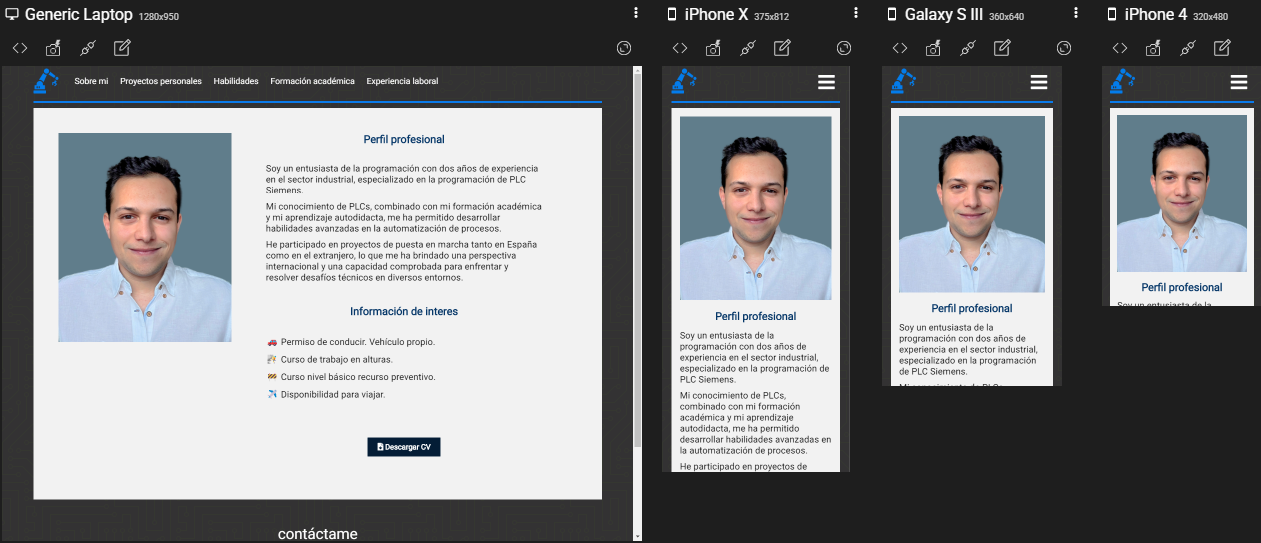 Generic Laptop 1280x950
Sobre mi Proyectos personales Habilidades Formación académica Experiencia laboral
Perfil profesional
Soy un entusiasta de la programación con dos años de experiencia
en el sector industrial, especializado en la programación de PLC
Siemens.
Mi conocimiento de PLCs, combinado con mi formación académica
y mi aprendizaje autodidacta, me ha permitido desarrollar
habilidades avanzadas en la automatización de procesos.
He participado en proyectos de puesta en marcha tanto en España
como en el extranjero, lo que me ha brindado una perspectiva
internacional y una capacidad comprobada para enfrentar y
resolver desafíos técnicos en diversos entornos.
Información de interes
Permiso de conducir. Vehículo propio.
Curso de trabajo en alturas.
Curso nivel básico recurso preventivo.
Disponibilidad para viajar.
Descargar CV
contáctame
iPhone X 375x812
Perfil profesional
Soy un entusiasta de la
programación con dos años de
experiencia en el sector industrial,
especializado en la programación de
PLC Siemens.
Mi conocimiento de PLCs,
combinado con mi formación
académica y mi aprendizaje
autodidacta, me ha permitido
desarrollar habilidades avanzadas en
la automatización de procesos.
He participado en proyectos de
Galaxy S III 360x640
Perfil profesional
Soy un entusiasta de la
programación con dos años de
experiencia en el sector industrial,
especializado en la programación
de PLC Siemens.
Mi conocimiento de PLCs,
iPhone 4 320x480
Perfil profesional
Soy un entusiasta de la